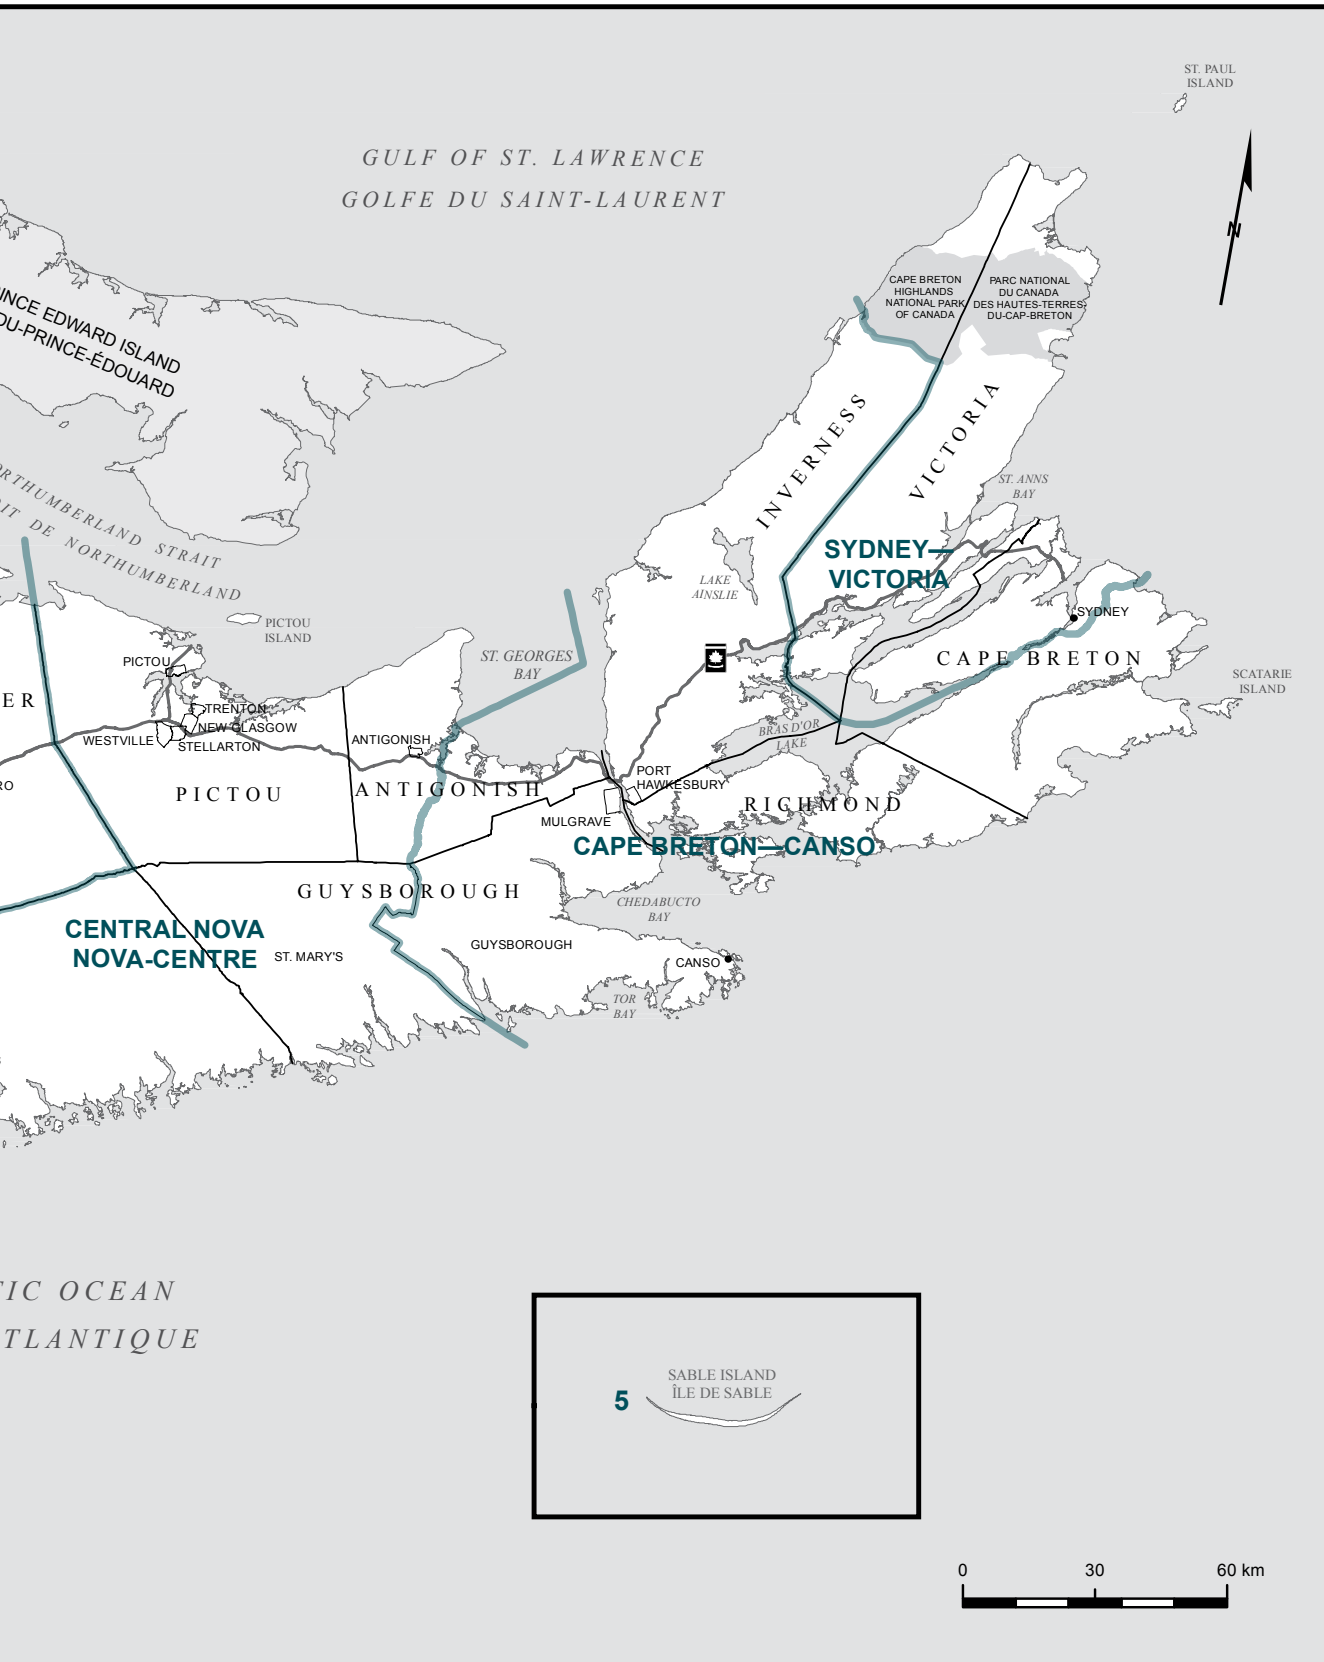 ST. PAUL
ISLAND
GULF OF ST. LAWRENCE
GOLFE DU SAINT-LAURENT
N
CAPE BRETON
HIGHLANDS
NATIONAL PARK
OF CANADA
PARC NATIONAL
DU CANADA
DES HAUTES-TERRES-
DU-CAP-BRETON
INCE EDWARD ISLAND
DU-PRINCE-ÉDOUARD
INVERNESS
VICTORIA
ST. ANNS
BAY
ORTHUMBERLAND STRAIT
IT DE NORTHUMBERLAND
SYDNEY—
VICTORIA
LAKE
AINSLIE
SYDNEY
PICTOU
ISLAND
ST. GEORGES
BAY
CAPE BRETON
SCATARIE
ISLAND
PICTOU
ER
TRENTON
NEW GLASGOW
WESTVILLE
STELLARTON
ANTIGONISH
BRAS D'OR
LAKE
RO
PICTOU
ANTIGONISH
PORT
HAWKESBURY
MULGRAVE
RICHMOND
CAPE BRETON—CANSO
GUYSBOROUGH
CHEDABUCTO
BAY
CENTRAL NOVA
NOVA-CENTRE
ST. MARY'S
GUYSBOROUGH
CANSO
TOR
BAY
TIC OCEAN
TLANTIQUE
SABLE ISLAND
ÎLE DE SABLE
5
0 30 60 km